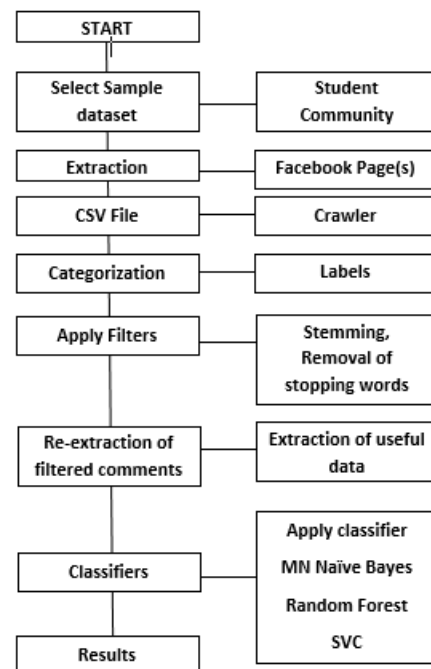 START
Select Sample
dataset
Student
Community
Extraction
Facebook Page(s)
CSV File
Crawler
Categorization
Labels
Apply Filters
Stemming,
Removal of
stopping words
Re-extraction of
filtered comments
Extraction of useful
data
Classifiers
Apply classifier
MN Naïve Bayes
Random Forest
SVC
Results